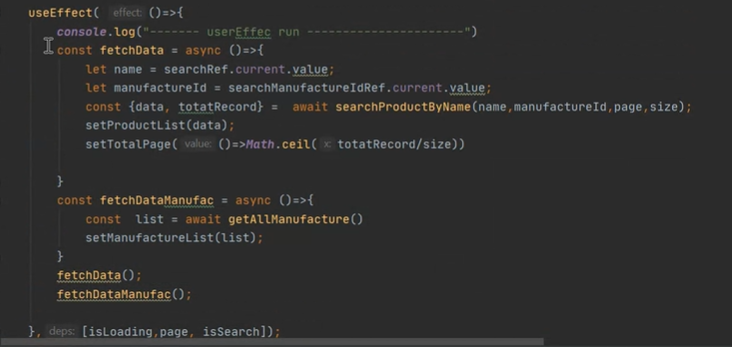 useEffect( effect: ()=>{
console.log("------- userEffec run ----------------------")
const fetchData = async ()=>{
let name = searchRef.current.value;
let manufactureId = searchManufactureIdRef.current.value;
const {data, totatRecord} = await searchProductByName(name,manufactureId,page,size);
setProductList(data);
setTotalPage( value: ()=>Math.ceil( x: totatRecord/size))
}
const fetchDataManufac = async ()=>{
const list = await getAllManufacture()
setManufactureList(list);
}
fetchData();
fetchDataManufac();
}, deps: [isLoading,page, isSearch]);